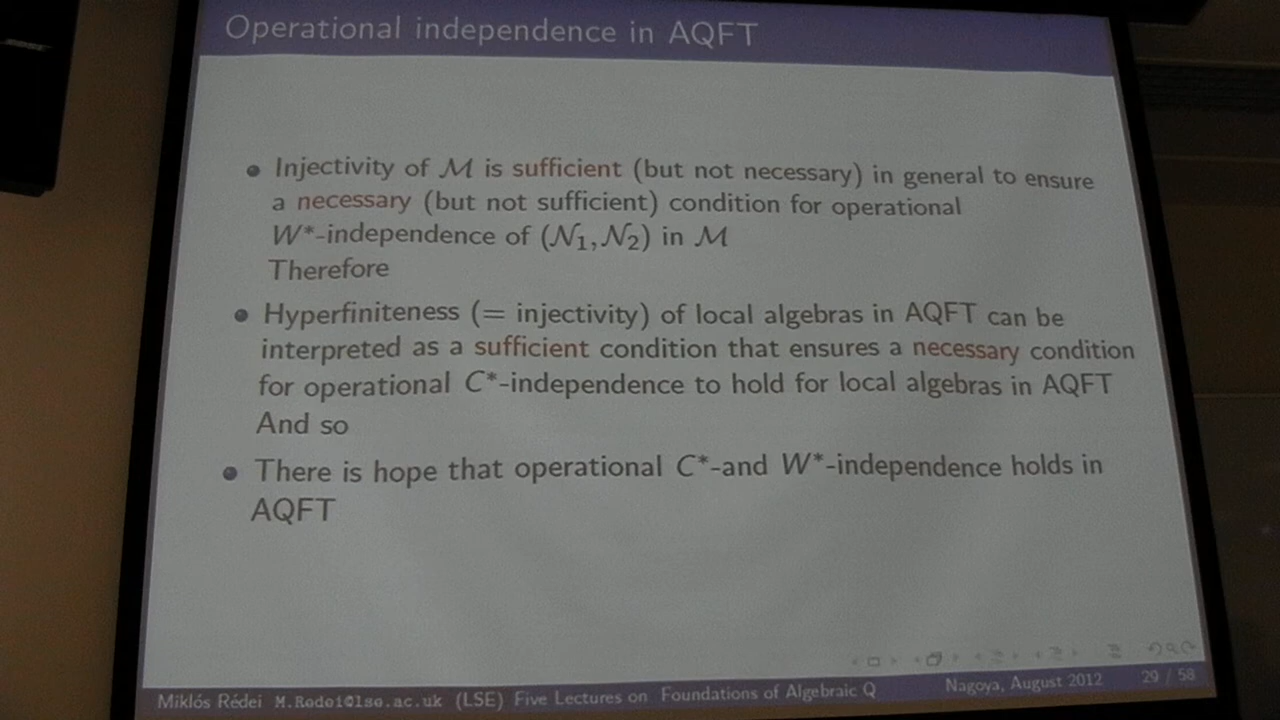 Operational independence in AQFT
• Injectivity of ℳ is sufficient (but not necessary) in general to ensure
a necessary (but not sufficient) condition for operational
W*-independence of (𝒩₁,𝒩₂) in ℳ
Therefore
• Hyperfiniteness (= injectivity) of local algebras in AQFT can be
interpreted as a sufficient condition that ensures a necessary condition
for operational C*-independence to hold for local algebras in AQFT
And so
• There is hope that operational C*-and W*-independence holds in
AQFT
Miklós Rédei M.Redei@lse.ac.uk (LSE) Five Lectures on Foundations of Algebraic Q Nagoya, August 2012 29 / 58